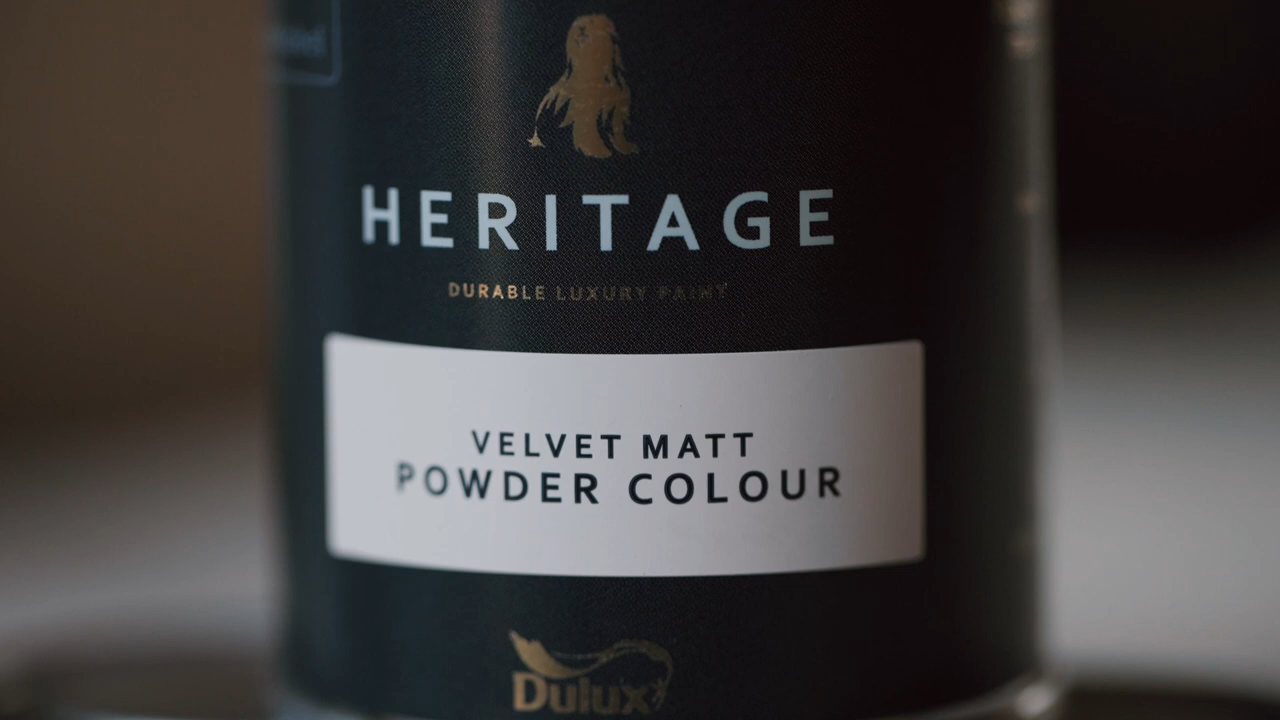 HERITAGE
DURABLE LUXURY PAINT
VELVET MATT
POWDER COLOUR
Dulux